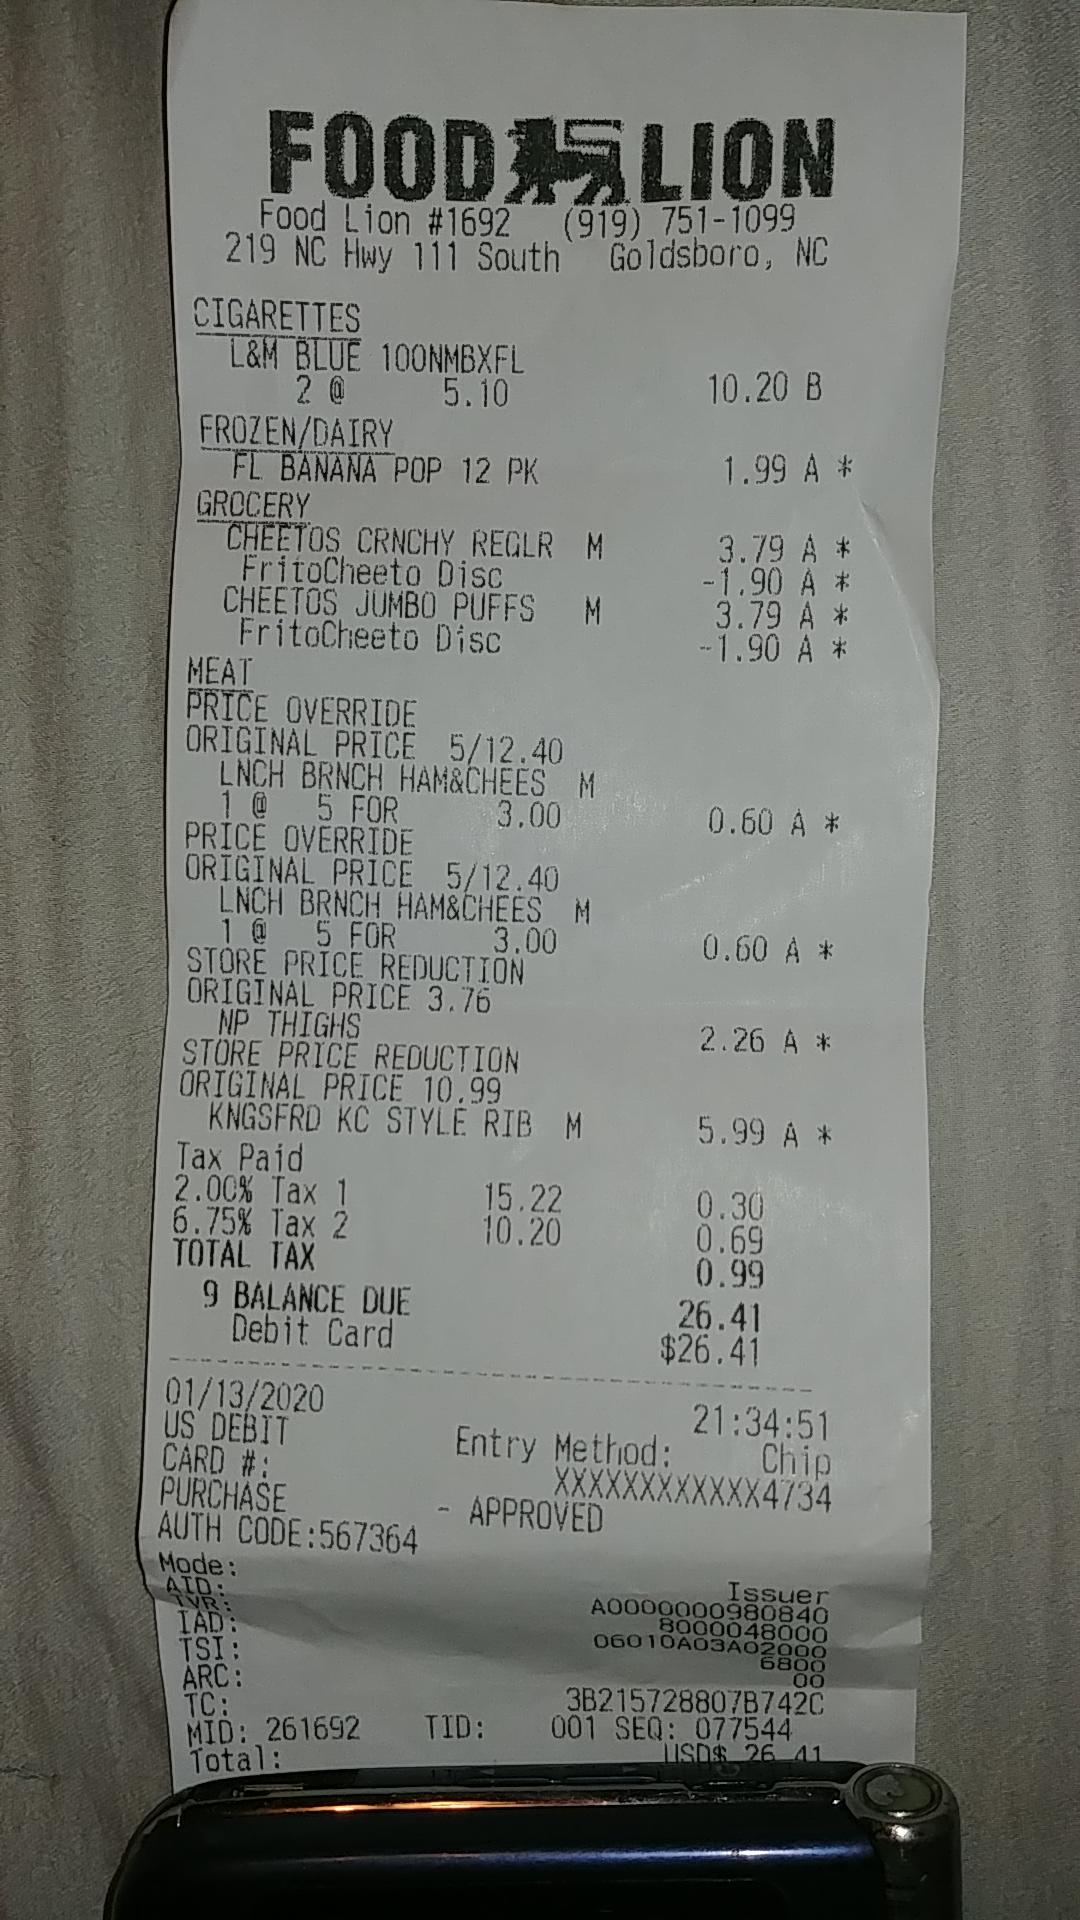 FOOD LION
Food Lion #1692 (919) 751-1099
219 NC Hwy 111 South Goldsboro, NC
CIGARETTES
L&M BLUE 100NMBXFL
2 @ 5.10 10.20 B
FROZEN/DAIRY
FL BANANA POP 12 PK 1.99 A *
GROCERY
CHEETOS CRNCHY REGLR M 3.79 A *
FritoCheeto Disc -1.90 A *
CHEETOS JUMBO PUFFS M 3.79 A *
FritoCheeto Disc -1.90 A *
MEAT
PRICE OVERRIDE
ORIGINAL PRICE 5/12.40
LNCH BRNCH HAM&CHEES M
1 @ 5 FOR 3.00 0.60 A *
PRICE OVERRIDE
ORIGINAL PRICE 5/12.40
LNCH BRNCH HAM&CHEES M
1 @ 5 FOR 3.00 0.60 A *
STORE PRICE REDUCTION
ORIGINAL PRICE 3.76
NP THIGHS 2.26 A *
STORE PRICE REDUCTION
ORIGINAL PRICE 10.99
KNGSFRD KC STYLE RIB M 5.99 A *
Tax Paid
2.00% Tax 1 15.22 0.30
6.75% Tax 2 10.20 0.69
TOTAL TAX 0.99
9 BALANCE DUE 26.41
Debit Card $26.41
01/13/2020 21:34:51
US DEBIT Entry Method: Chip
CARD #: XXXXXXXXXXXX4734
PURCHASE - APPROVED
AUTH CODE:567364
Mode: Issuer
AID: A0000000980840
TVR: 8000048000
IAD: 06010A03A02000
TSI: 6800
ARC: 00
TC: 3B215728807B742C
MID: 261692 TID: 001 SEQ: 077544
Total: USD$ 26.41